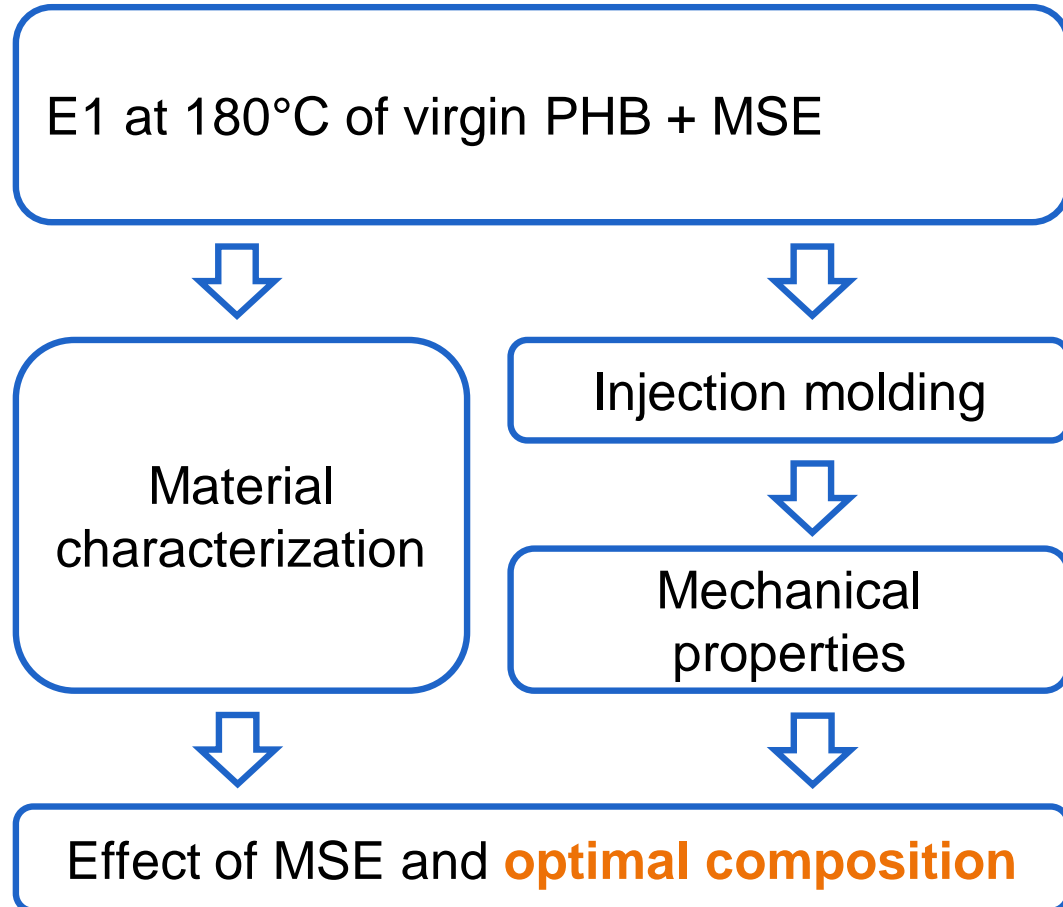 E1 at 180°C of virgin PHB + MSE
Material
characterization
Injection molding
Mechanical
properties
Effect of MSE and optimal composition